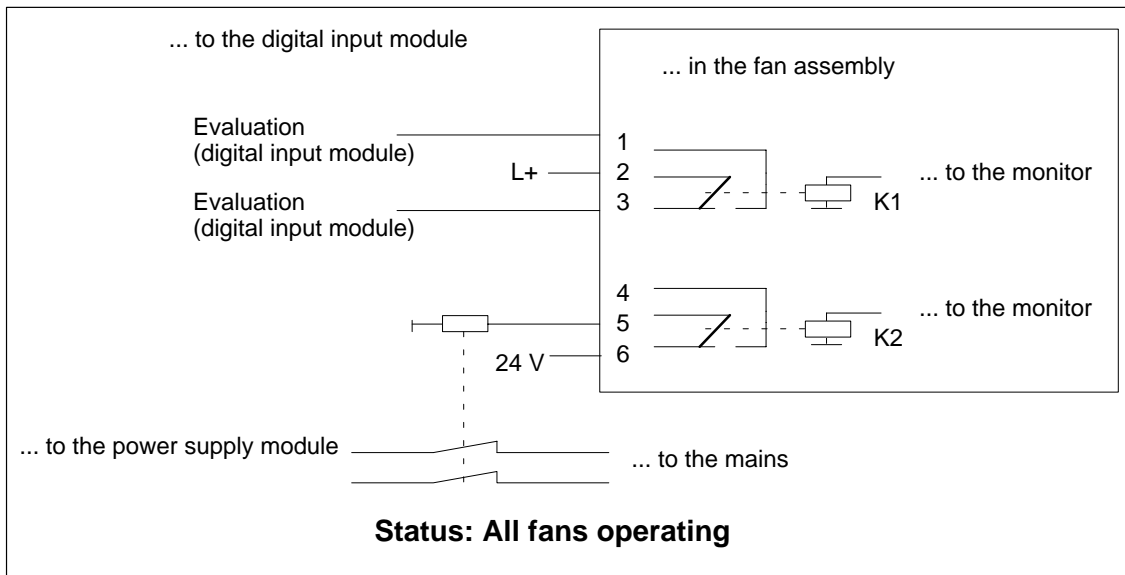 ... to the digital input module
... in the fan assembly
Evaluation
(digital input module)
1
L+
2
... to the monitor
Evaluation
(digital input module)
3
K1
4
... to the monitor
5
K2
24 V
6
... to the power supply module
... to the mains
Status: All fans operating